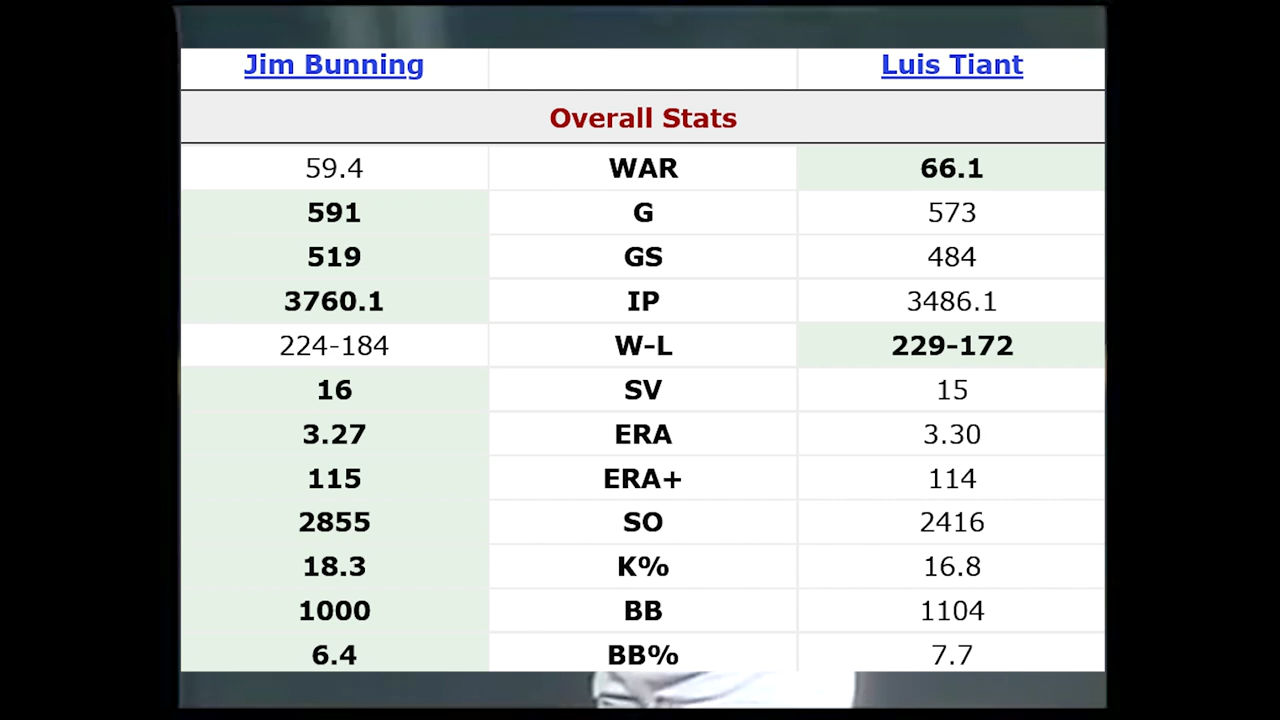 Jim Bunning Luis Tiant
Overall Stats
59.4 WAR 66.1
591 G 573
519 GS 484
3760.1 IP 3486.1
224-184 W-L 229-172
16 SV 15
3.27 ERA 3.30
115 ERA+ 114
2855 SO 2416
18.3 K% 16.8
1000 BB 1104
6.4 BB% 7.7